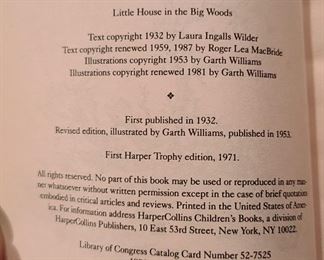 Little House in the Big Woods
Text copyright 1932 by Laura Ingalls Wilder
Text copyright renewed 1959, 1987 by Roger Lea MacBride
Illustrations copyright 1953 by Garth Williams
Illustrations copyright renewed 1981 by Garth Williams
First published in 1932.
Revised edition, illustrated by Garth Williams, published in 1953.
First Harper Trophy edition, 1971.
All rights reserved. No part of this book may be used or reproduced in any man-
ner whatsoever without written permission except in the case of brief quotations
embodied in critical articles and reviews. Printed in the United States of Amer-
ica. For information address HarperCollins Children's Books, a division of
HarperCollins Publishers, 10 East 53rd Street, New York, NY 10022.
Library of Congress Catalog Card Number 52-7525